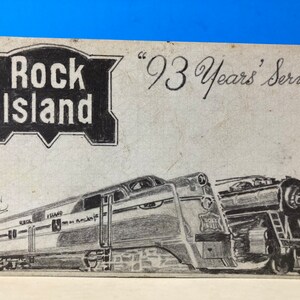 Rock
Island
"93 Years' Serv